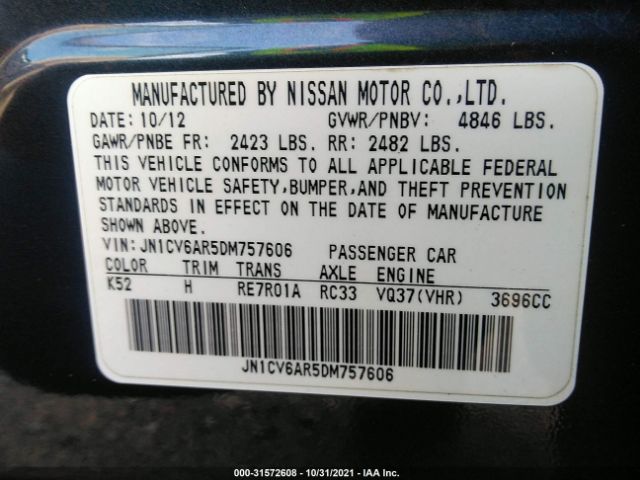 MANUFACTURED BY NISSAN MOTOR CO.,LTD.
DATE: 10/12 GVWR/PNBV: 4846 LBS.
GAWR/PNBE FR: 2423 LBS. RR: 2482 LBS.
THIS VEHICLE CONFORMS TO ALL APPLICABLE FEDERAL
MOTOR VEHICLE SAFETY,BUMPER,AND THEFT PREVENTION
STANDARDS IN EFFECT ON THE DATE OF MANUFACTURE
SHOWN ABOVE.
VIN:JN1CV6AR5DM757606 PASSENGER CAR
COLOR TRIM TRANS AXLE ENGINE
K52 H RE7R01A RC33 VQ37(VHR) 3696CC
JN1CV6AR5DM757606
000-31572608 - 10/31/2021 - IAA Inc.